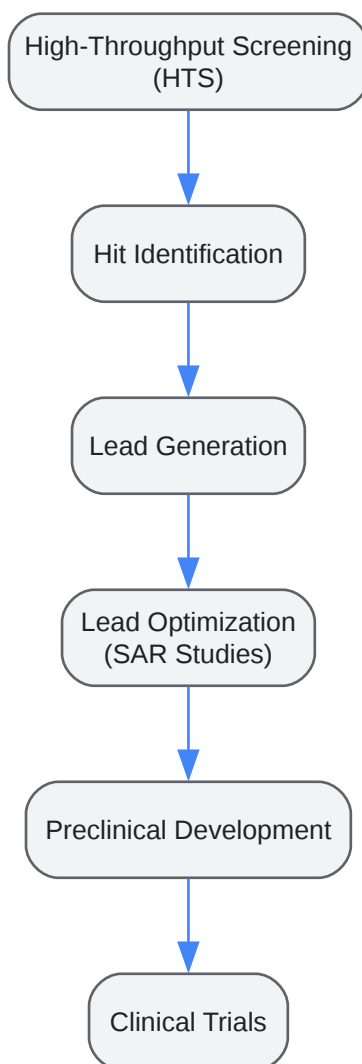 High-Throughput Screening
(HTS)
Hit Identification
Lead Generation
Lead Optimization
(SAR Studies)
Preclinical Development
Clinical Trials